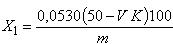 X₁ = 0,0530(50 − V K)100 / m